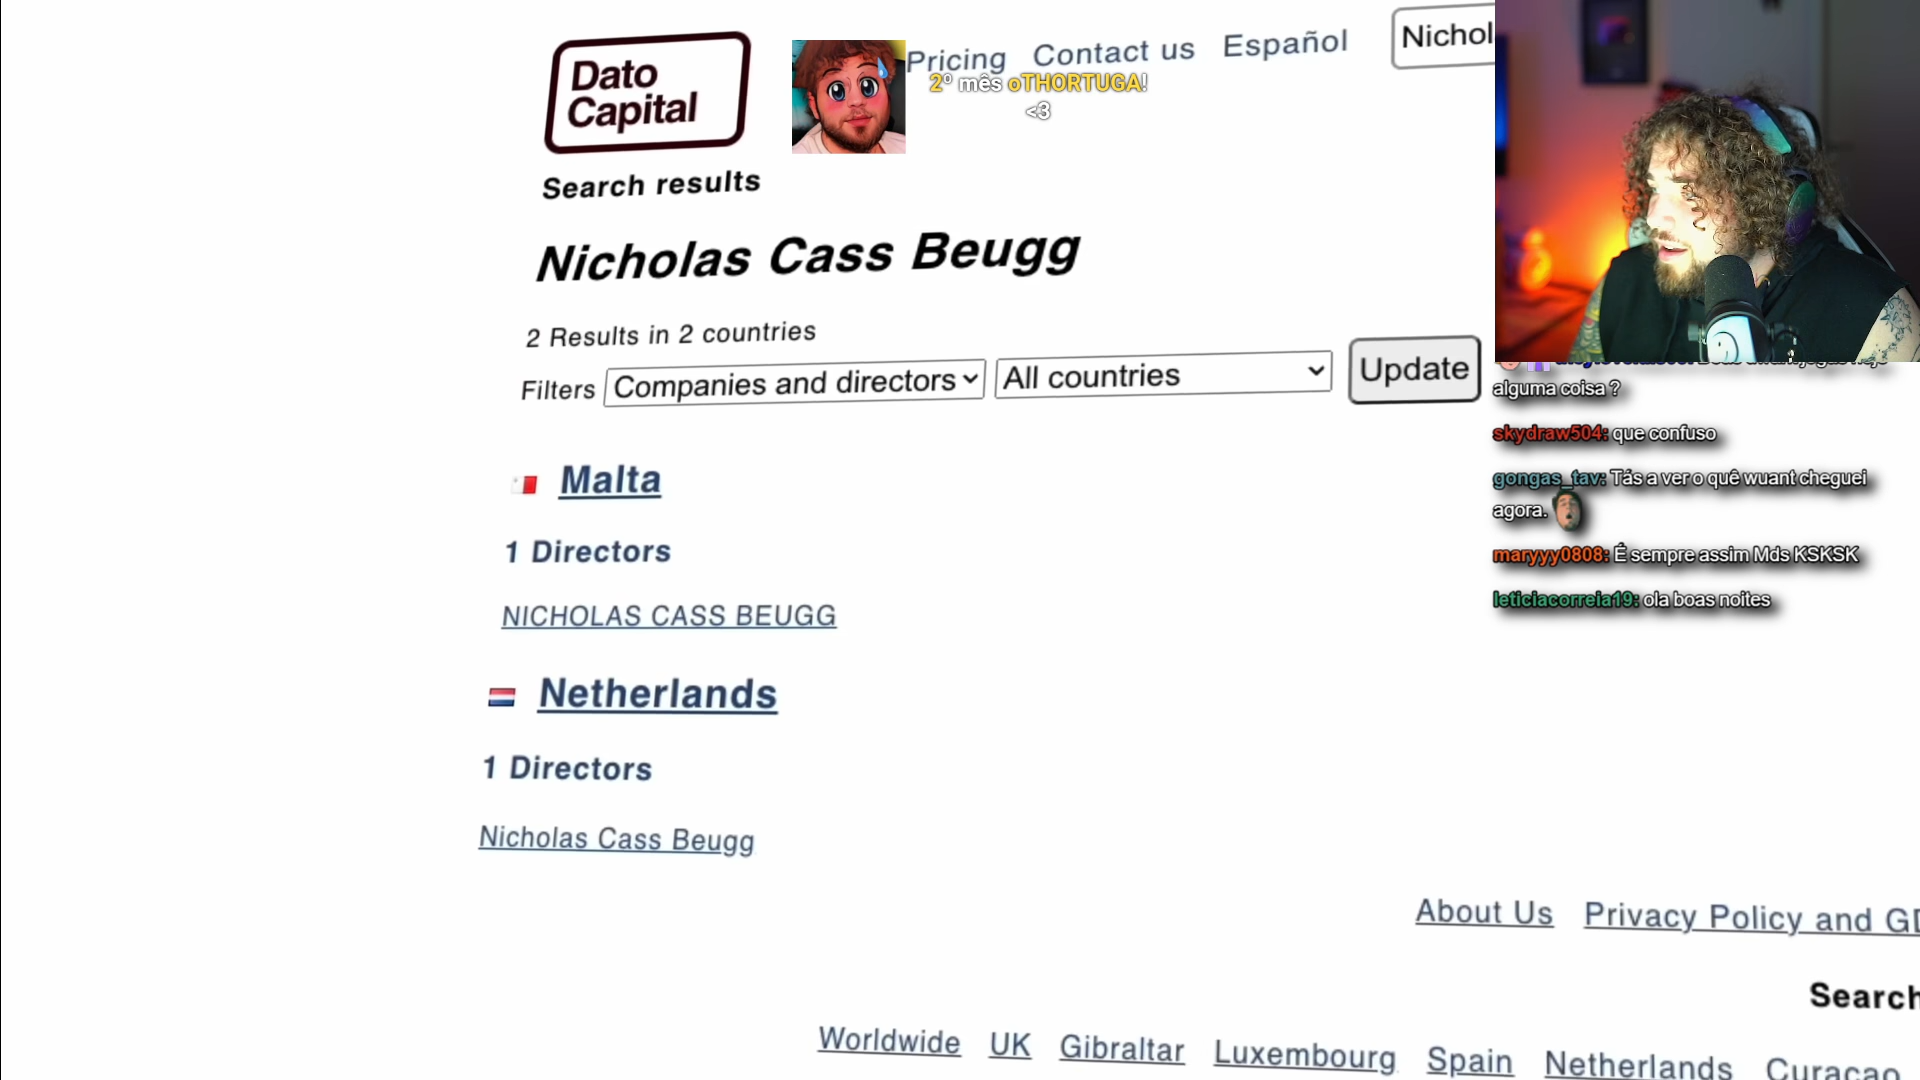 Dato
Capital
Pricing Contact us Español
Nichol
2º mês oTHORTUGA!
<3
Search results
Nicholas Cass Beugg
2 Results in 2 countries
Filters Companies and directors All countries Update
alguma coisa ?
skydraw504: que confuso
gongas_tav: Tás a ver o quê wuant cheguei
agora.
maryyy0808: É sempre assim Mds KSKSK
leticiacorreia19: ola boas noites
Malta
1 Directors
NICHOLAS CASS BEUGG
Netherlands
1 Directors
Nicholas Cass Beugg
About Us Privacy Policy and GD
Search
Worldwide UK Gibraltar Luxembourg Spain Netherlands Curacao